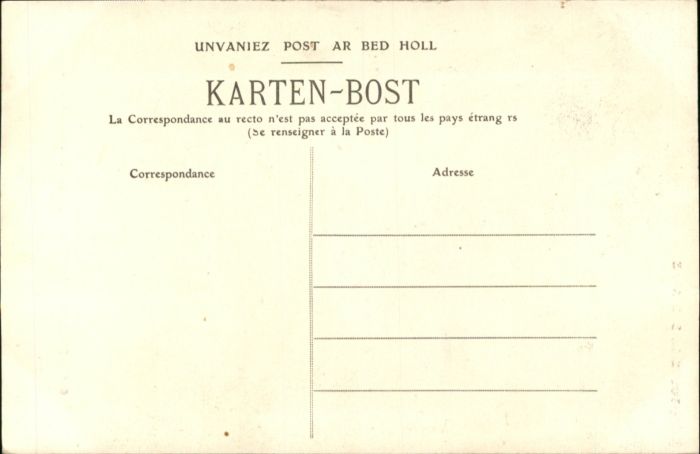 UNVANIEZ POST AR BED HOLL
KARTEN-BOST
La Correspondance au recto n'est pas acceptée par tous les pays étrang rs
(Se renseigner à la Poste)
Correspondance
Adresse